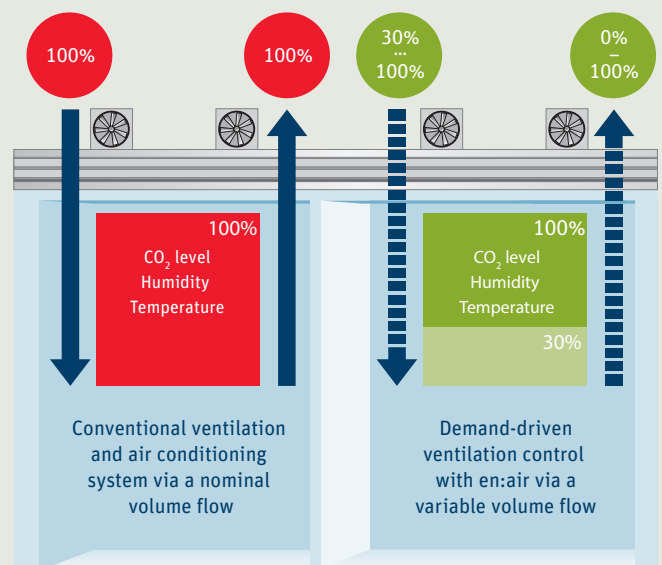 100%
100%
30%
...
100%
0%
–
100%
100%
CO₂ level
Humidity
Temperature
100%
CO₂ level
Humidity
Temperature
30%
Conventional ventilation
and air conditioning
system via a nominal
volume flow
Demand-driven
ventilation control
with en:air via a
variable volume flow